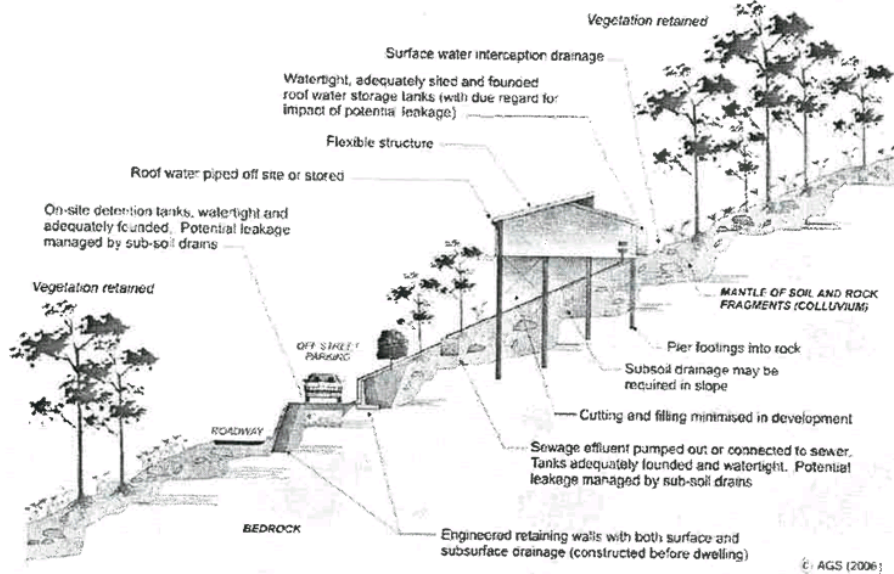 Vegetation retained
Surface water interception drainage
Watertight, adequately sited and founded
roof water storage tanks (with due regard for
impact of potential leakage)
Flexible structure
Roof water piped off site or stored
On-site detention tanks, watertight and
adequately founded. Potential leakage
managed by sub-soil drains
Vegetation retained
MANTLE OF SOIL AND ROCK
FRAGMENTS (COLLUVIUM)
OFF STREET
PARKING
Pier footings into rock
Subsoil drainage may be
required in slope
Cutting and filling minimised in development
ROADWAY
Sewage effluent pumped out or connected to sewer.
Tanks adequately founded and watertight. Potential
leakage managed by sub-soil drains
BEDROCK
Engineered retaining walls with both surface and
subsurface drainage (constructed before dwelling)
© AGS (2006)